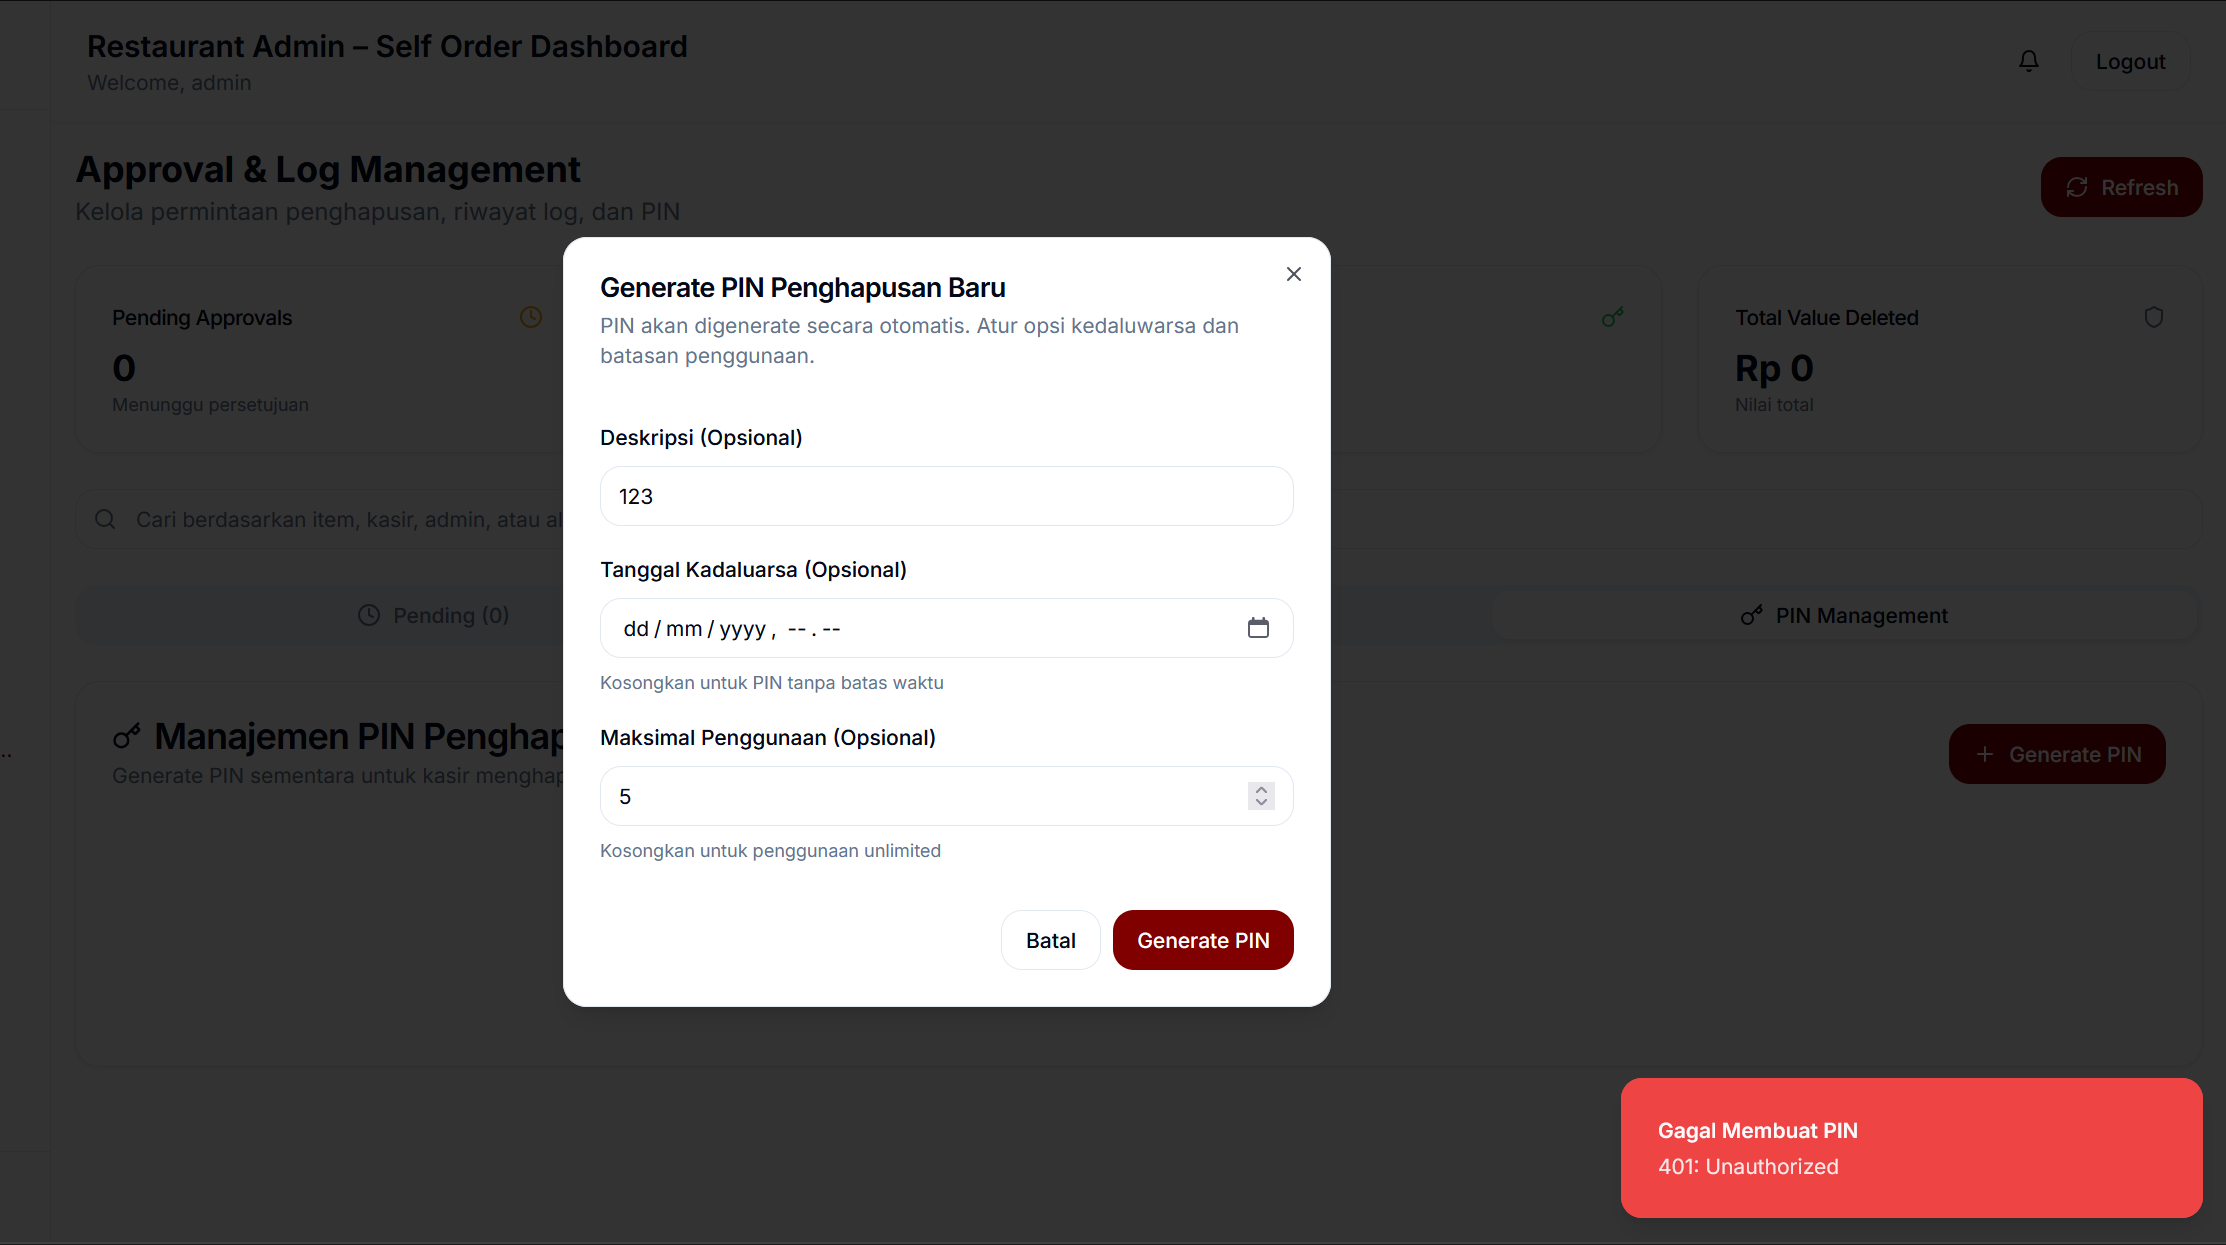 Restaurant Admin – Self Order Dashboard
Welcome, admin
Logout
Approval & Log Management
Kelola permintaan penghapusan, riwayat log, dan PIN
Refresh
Pending Approvals
0
Menunggu persetujuan
Total Value Deleted
Rp 0
Nilai total
Cari berdasarkan item, kasir, admin, atau
Pending (0)
PIN Management
Manajemen PIN
Generate PIN sementara untuk kasir
Generate PIN
Generate PIN Penghapusan Baru
PIN akan digenerate secara otomatis. Atur opsi kedaluwarsa dan
batasan penggunaan.
Deskripsi (Opsional)
123
Tanggal Kadaluarsa (Opsional)
dd/mm/yyyy, --.--
Kosongkan untuk PIN tanpa batas waktu
Maksimal Penggunaan (Opsional)
5
Kosongkan untuk penggunaan unlimited
Batal
Generate PIN
Gagal Membuat PIN
401: Unauthorized